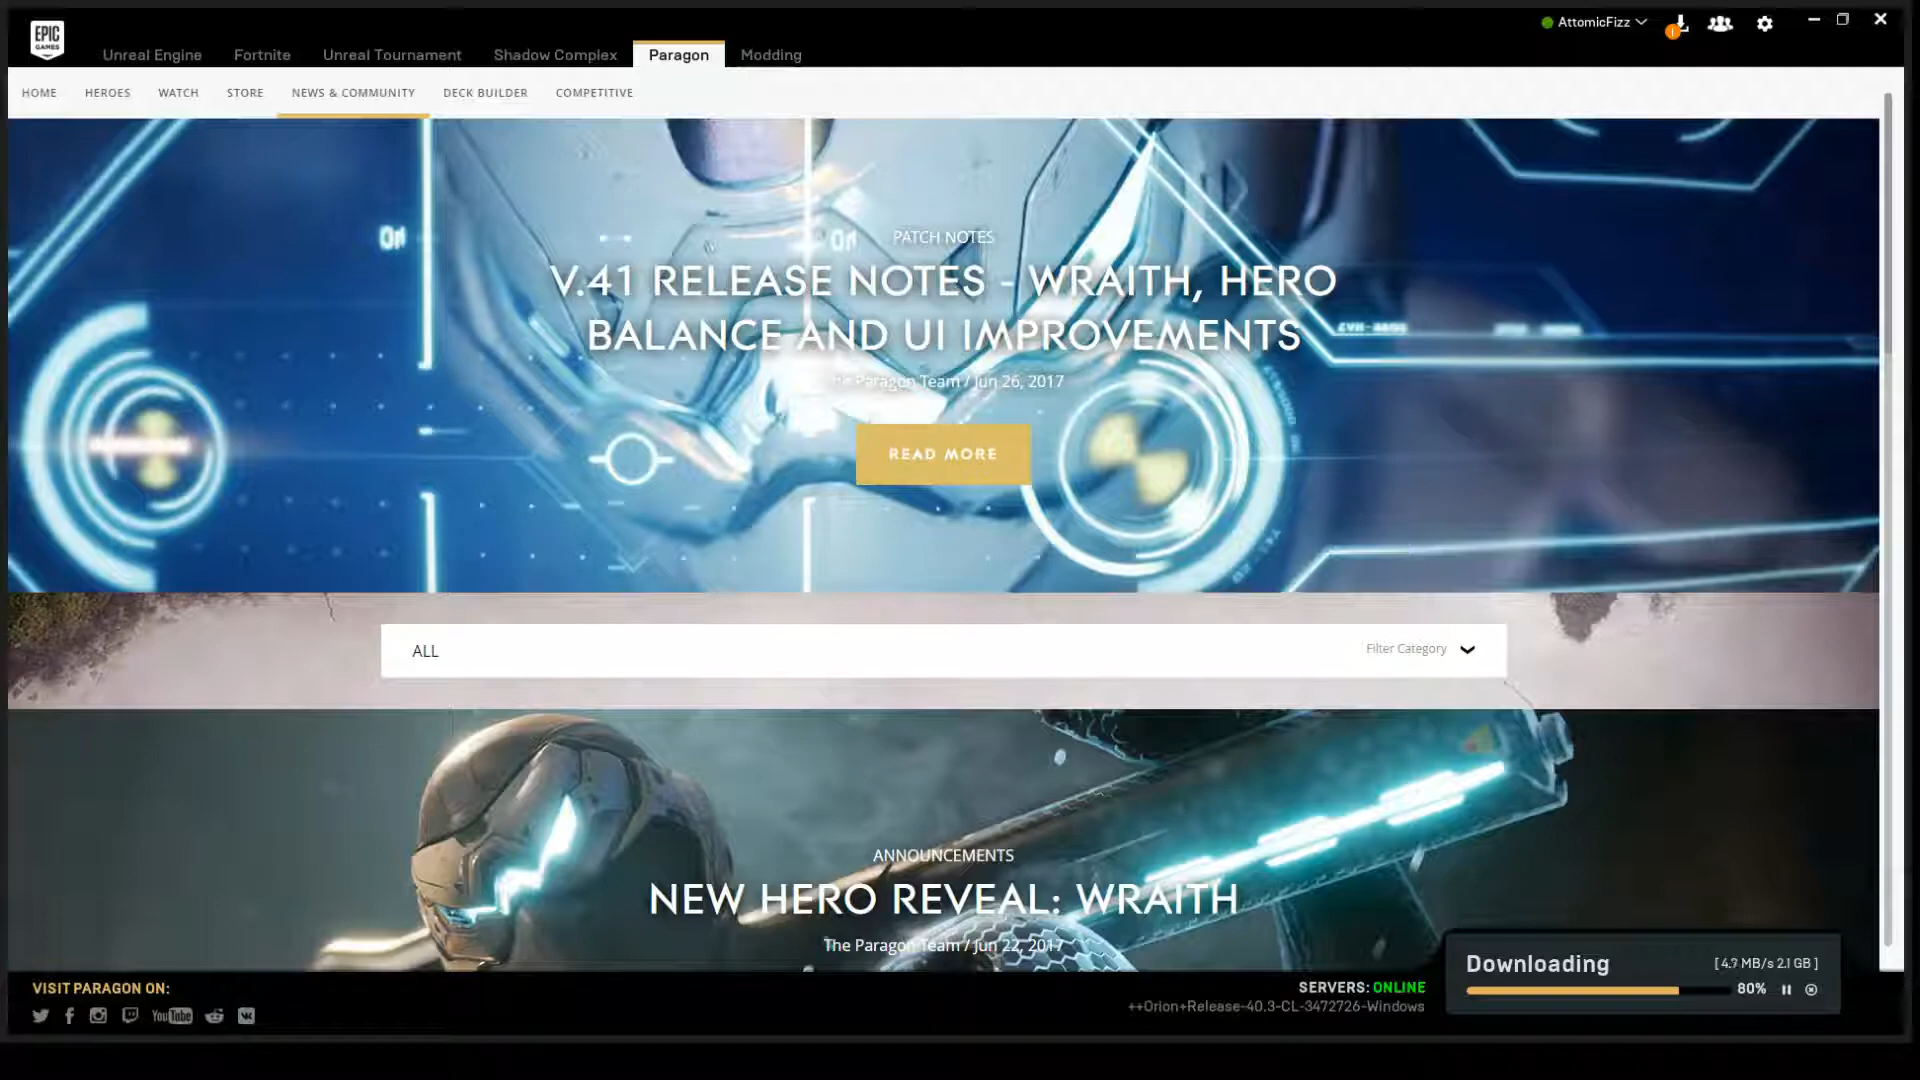 EPIC
GAMES
Unreal Engine Fortnite Unreal Tournament Shadow Complex Paragon Modding
AttomicFizz
HOME HEROES WATCH STORE NEWS & COMMUNITY DECK BUILDER COMPETITIVE
PATCH NOTES
V.41 RELEASE NOTES - WRAITH, HERO
BALANCE AND UI IMPROVEMENTS
The Paragon Team / Jun 26, 2017
READ MORE
ALL
Filter Category
ANNOUNCEMENTS
NEW HERO REVEAL: WRAITH
The Paragon Team / Jun 22, 2017
VISIT PARAGON ON:
You Tube
SERVERS: ONLINE
++Orion+Release-40.3-CL-3472726-Windows
Downloading [ 4.7 MB/s 2.1 GB ]
80%